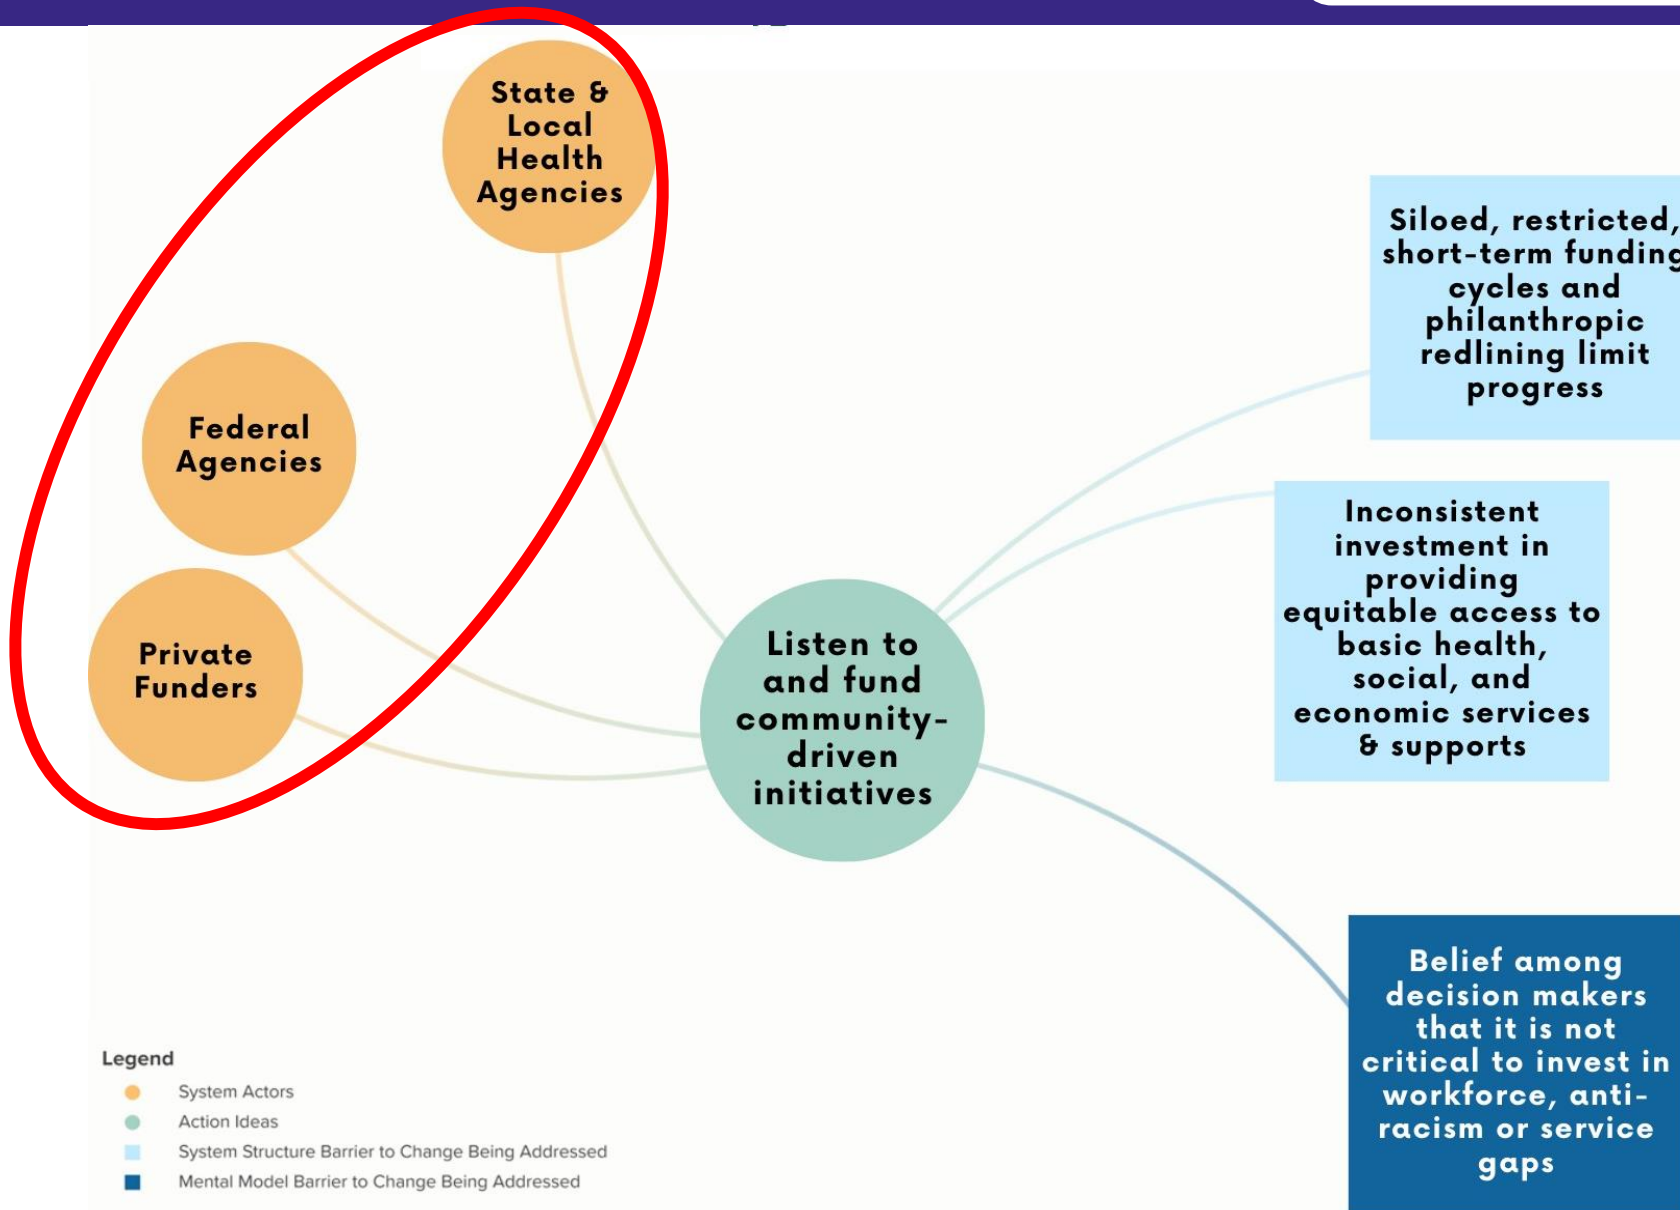 State &
Local
Health
Agencies
Federal
Agencies
Private
Funders
Listen to
and fund
community-
driven
initiatives
Siloed, restricted,
short-term funding
cycles and
philanthropic
redlining limit
progress
Inconsistent
investment in
providing
equitable access to
basic health,
social, and
economic services
& supports
Belief among
decision makers
that it is not
critical to invest in
workforce, anti-
racism or service
gaps
Legend
System Actors
Action Ideas
System Structure Barrier to Change Being Addressed
Mental Model Barrier to Change Being Addressed